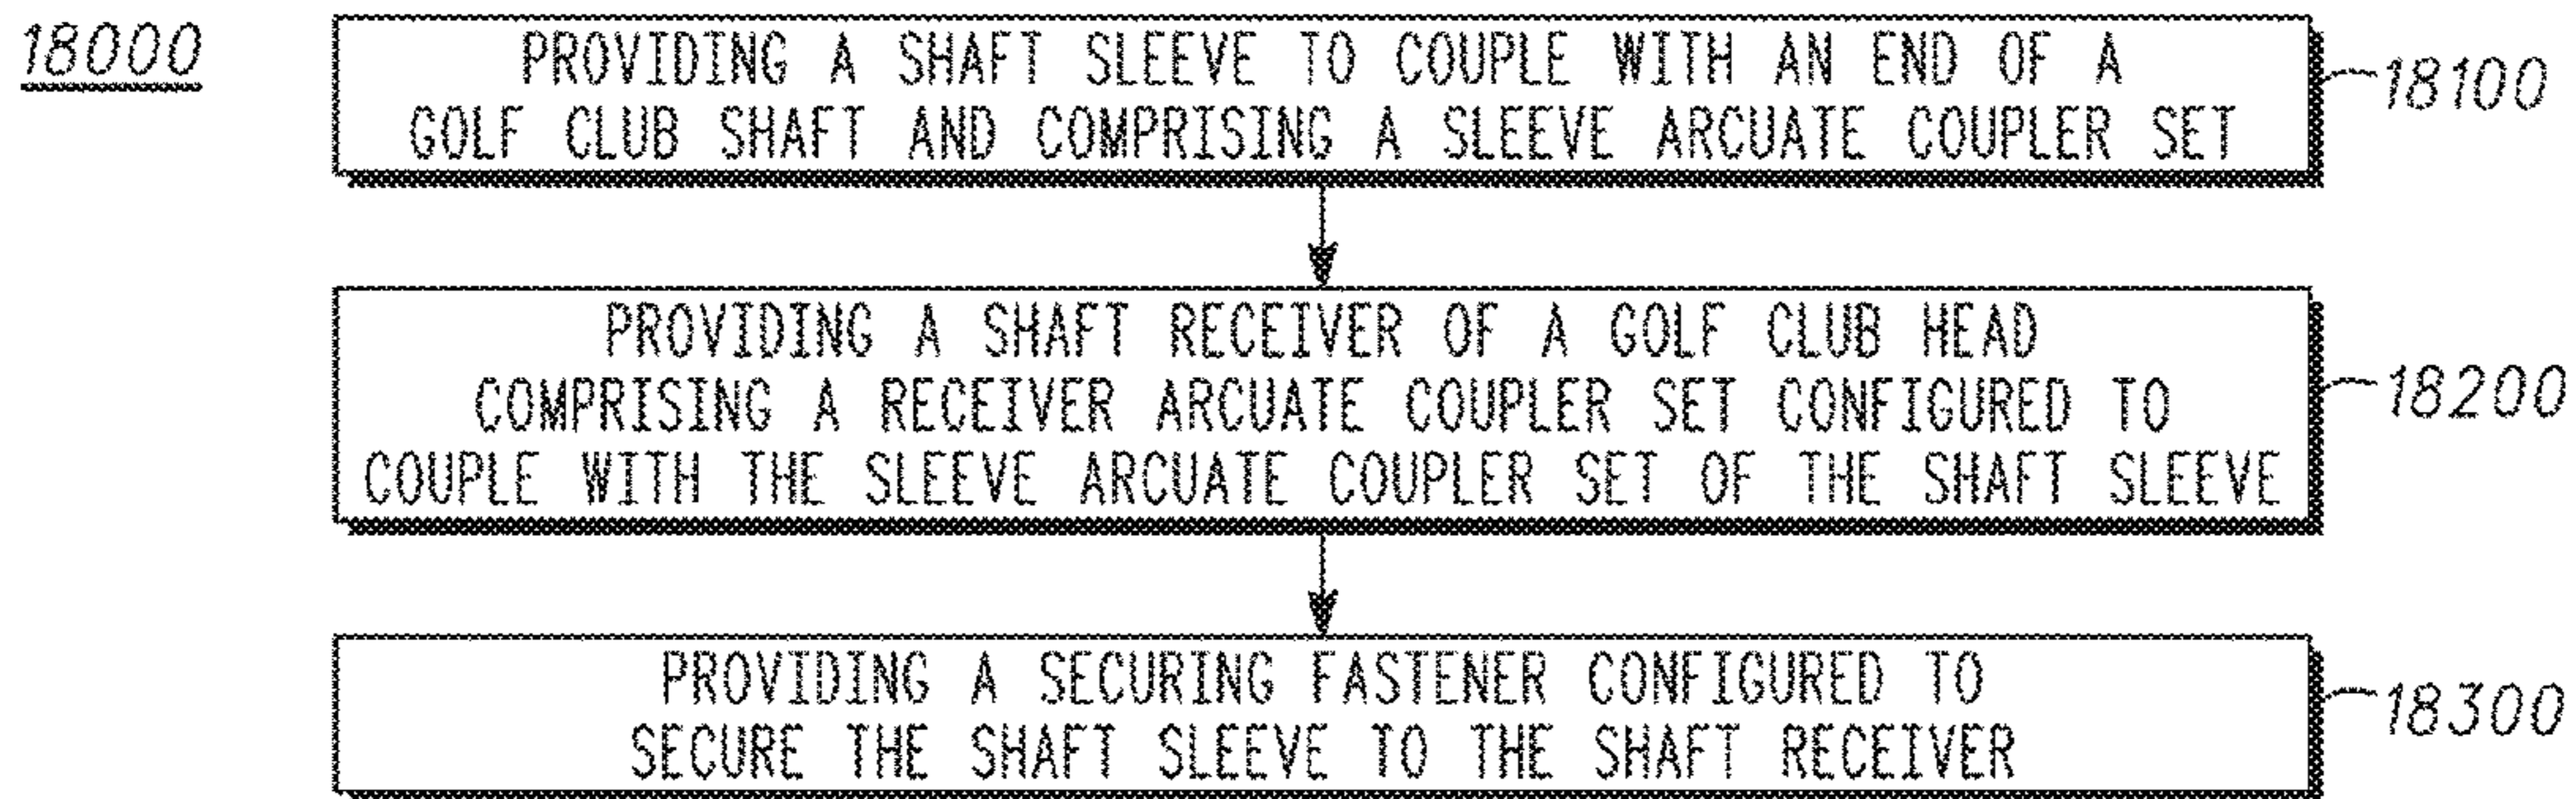 18000
PROVIDING A SHAFT SLEEVE TO COUPLE WITH AN END OF A
GOLF CLUB SHAFT AND COMPRISING A SLEEVE ARCUATE COUPLER SET
18100
PROVIDING A SHAFT RECEIVER OF A GOLF CLUB HEAD
COMPRISING A RECEIVER ARCUATE COUPLER SET CONFIGURED TO
COUPLE WITH THE SLEEVE ARCUATE COUPLER SET OF THE SHAFT SLEEVE
18200
PROVIDING A SECURING FASTENER CONFIGURED TO
SECURE THE SHAFT SLEEVE TO THE SHAFT RECEIVER
18300